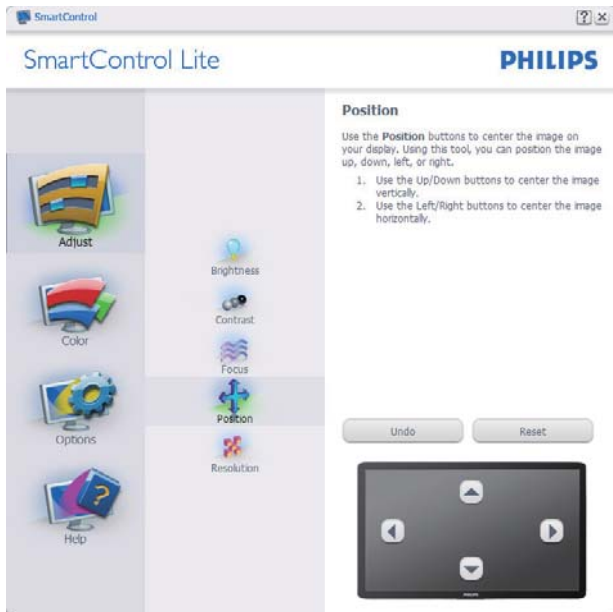 SmartControl
SmartControl Lite
PHILIPS
Adjust
Color
Options
Help
Brightness
Contrast
Focus
Position
Resolution
Position
Use the Position buttons to center the image on
your display. Using this tool, you can position the image
up, down, left, or right.
1. Use the Up/Down buttons to center the image
vertically.
2. Use the Left/Right buttons to center the image
horizontally.
Undo
Reset
PHILIPS